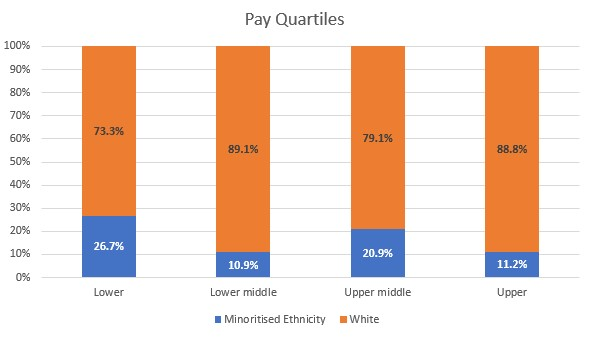 Pay Quartiles
100%
90%
80%
70%
60%
50%
40%
30%
20%
10%
0%
73.3%
89.1%
79.1%
88.8%
26.7%
10.9%
20.9%
11.2%
Lower
Lower middle
Upper middle
Upper
Minoritised Ethnicity
White